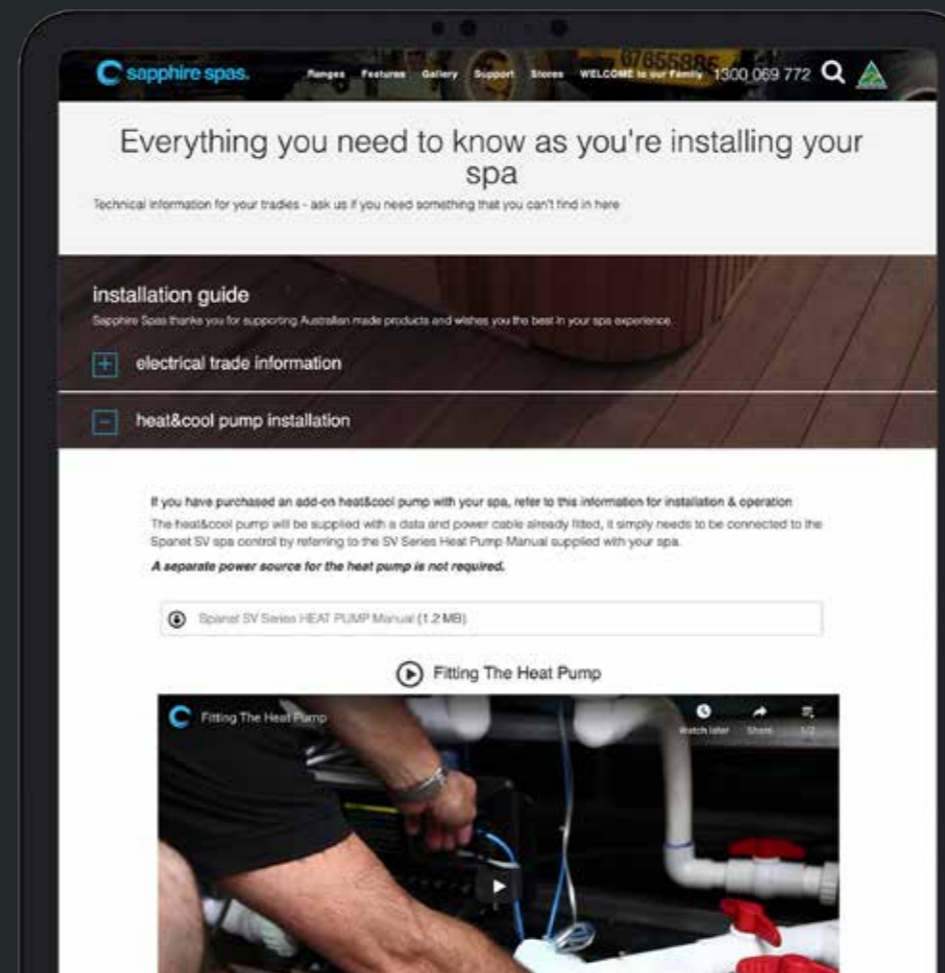 sapphire spas.
Ranges Features Gallery Support Stores WELCOME to our Family 1300 069 772
67655885
Everything you need to know as you're installing your
spa
Technical information for your tradies - ask us if you need something that you can't find in here
installation guide
Sapphire Spas thanks you for supporting Australian made products and wishes you the best in your spa experience.
+ electrical trade information
- heat&cool pump installation
If you have purchased an add-on heat&cool pump with your spa, refer to this information for installation & operation
The heat&cool pump will be supplied with a data and power cable already fitted, it simply needs to be connected to the
Spanet SV spa control by referring to the SV Series Heat Pump Manual supplied with your spa.
A separate power source for the heat pump is not required.
Spanet SV Series HEAT PUMP Manual (1.2 MB)
Fitting The Heat Pump
Fitting The Heat Pump
Watch later Share 1/2